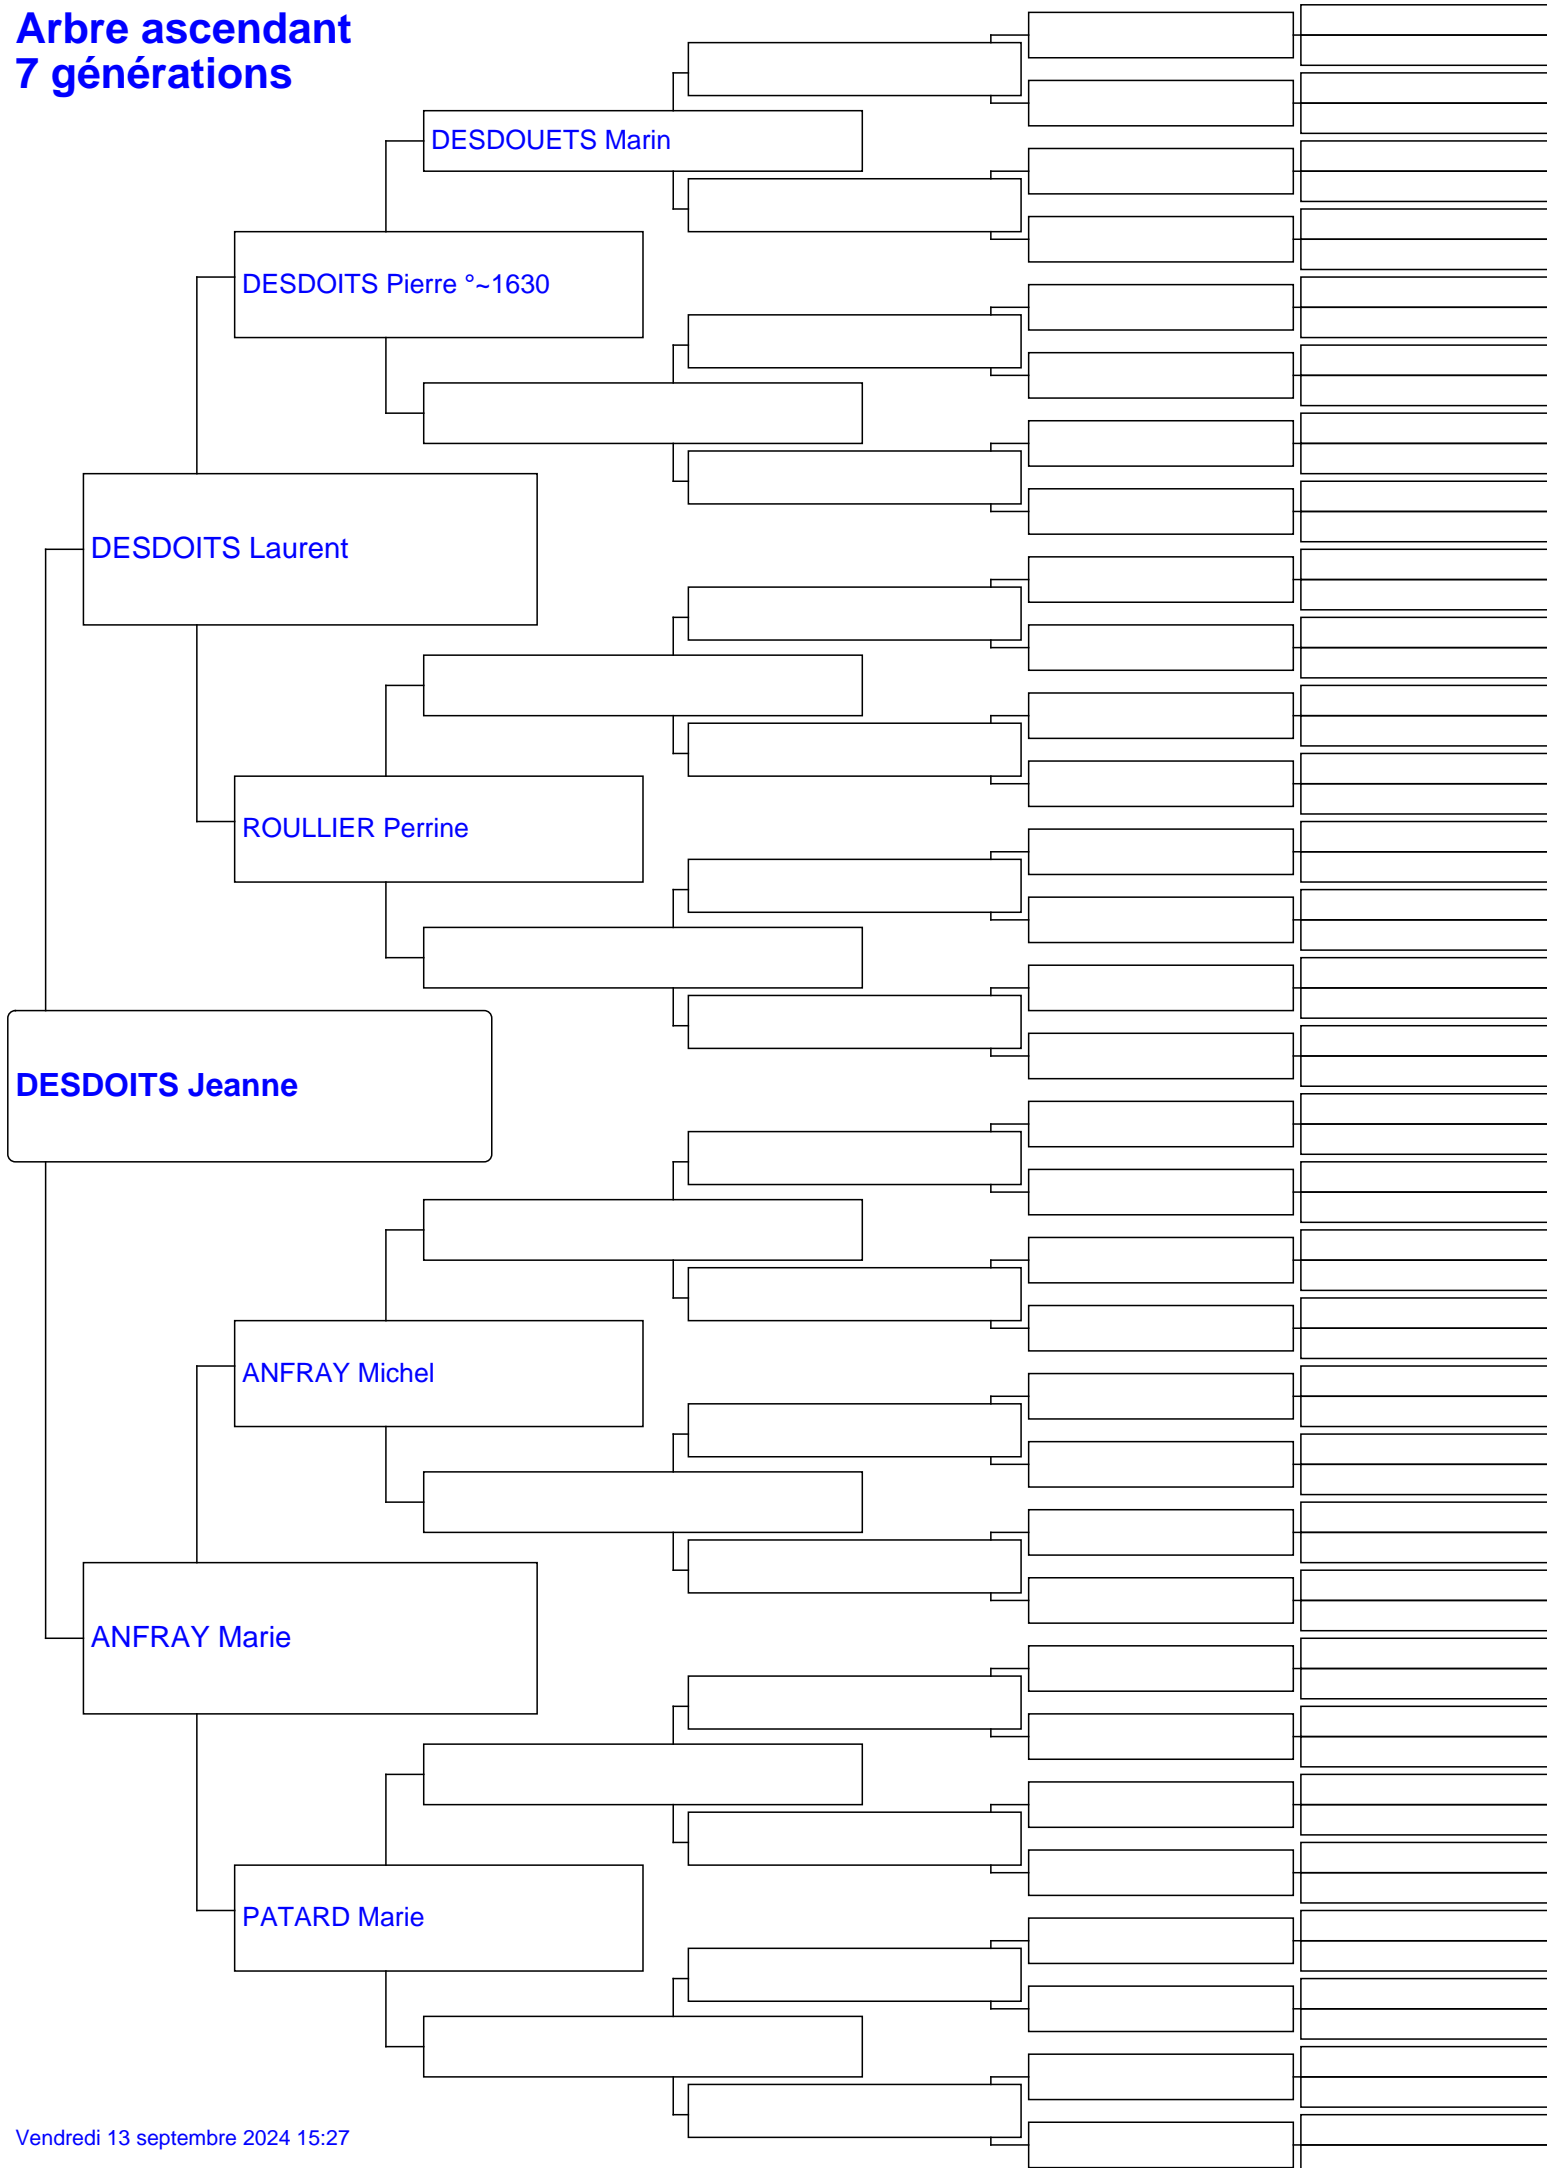 Arbre ascendant
7 générations
DESDOUETS Marin
DESDOITS Pierre °~1630
DESDOITS Laurent
ROULLIER Perrine
DESDOITS Jeanne
ANFRAY Michel
ANFRAY Marie
PATARD Marie
Vendredi 13 septembre 2024 15:27